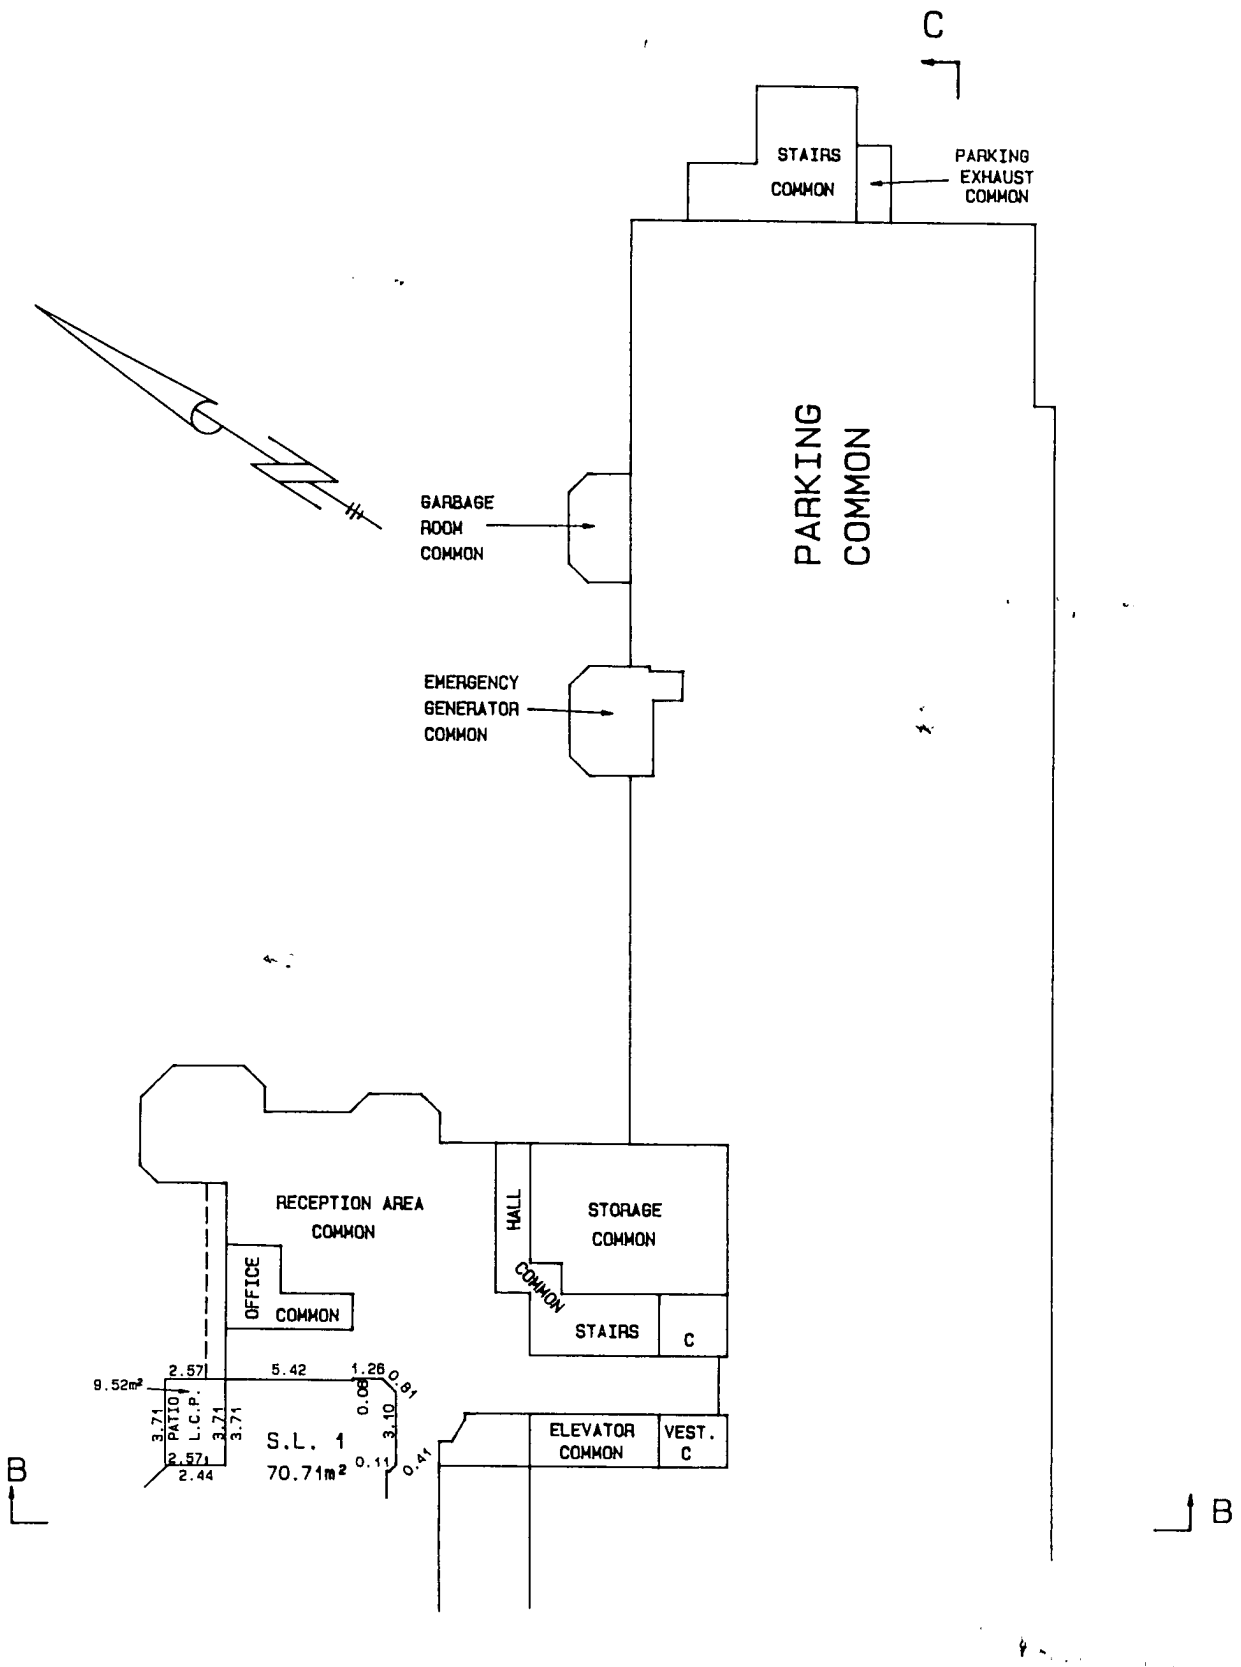 C
STAIRS
COMMON
PARKING
EXHAUST
COMMON
PARKING
COMMON
GARBAGE
ROOM
COMMON
EMERGENCY
GENERATOR
COMMON
RECEPTION AREA
COMMON
HALL
STORAGE
COMMON
COMMON
OFFICE
COMMON
STAIRS
C
2.57
5.42
1.26
0.81
9.52m²
0.08
3.71
PATIO
L.C.P.
3.71
3.71
3.10
S.L. 1
70.71m²
0.11
0.41
2.57
2.44
ELEVATOR
COMMON
VEST.
C
B
B